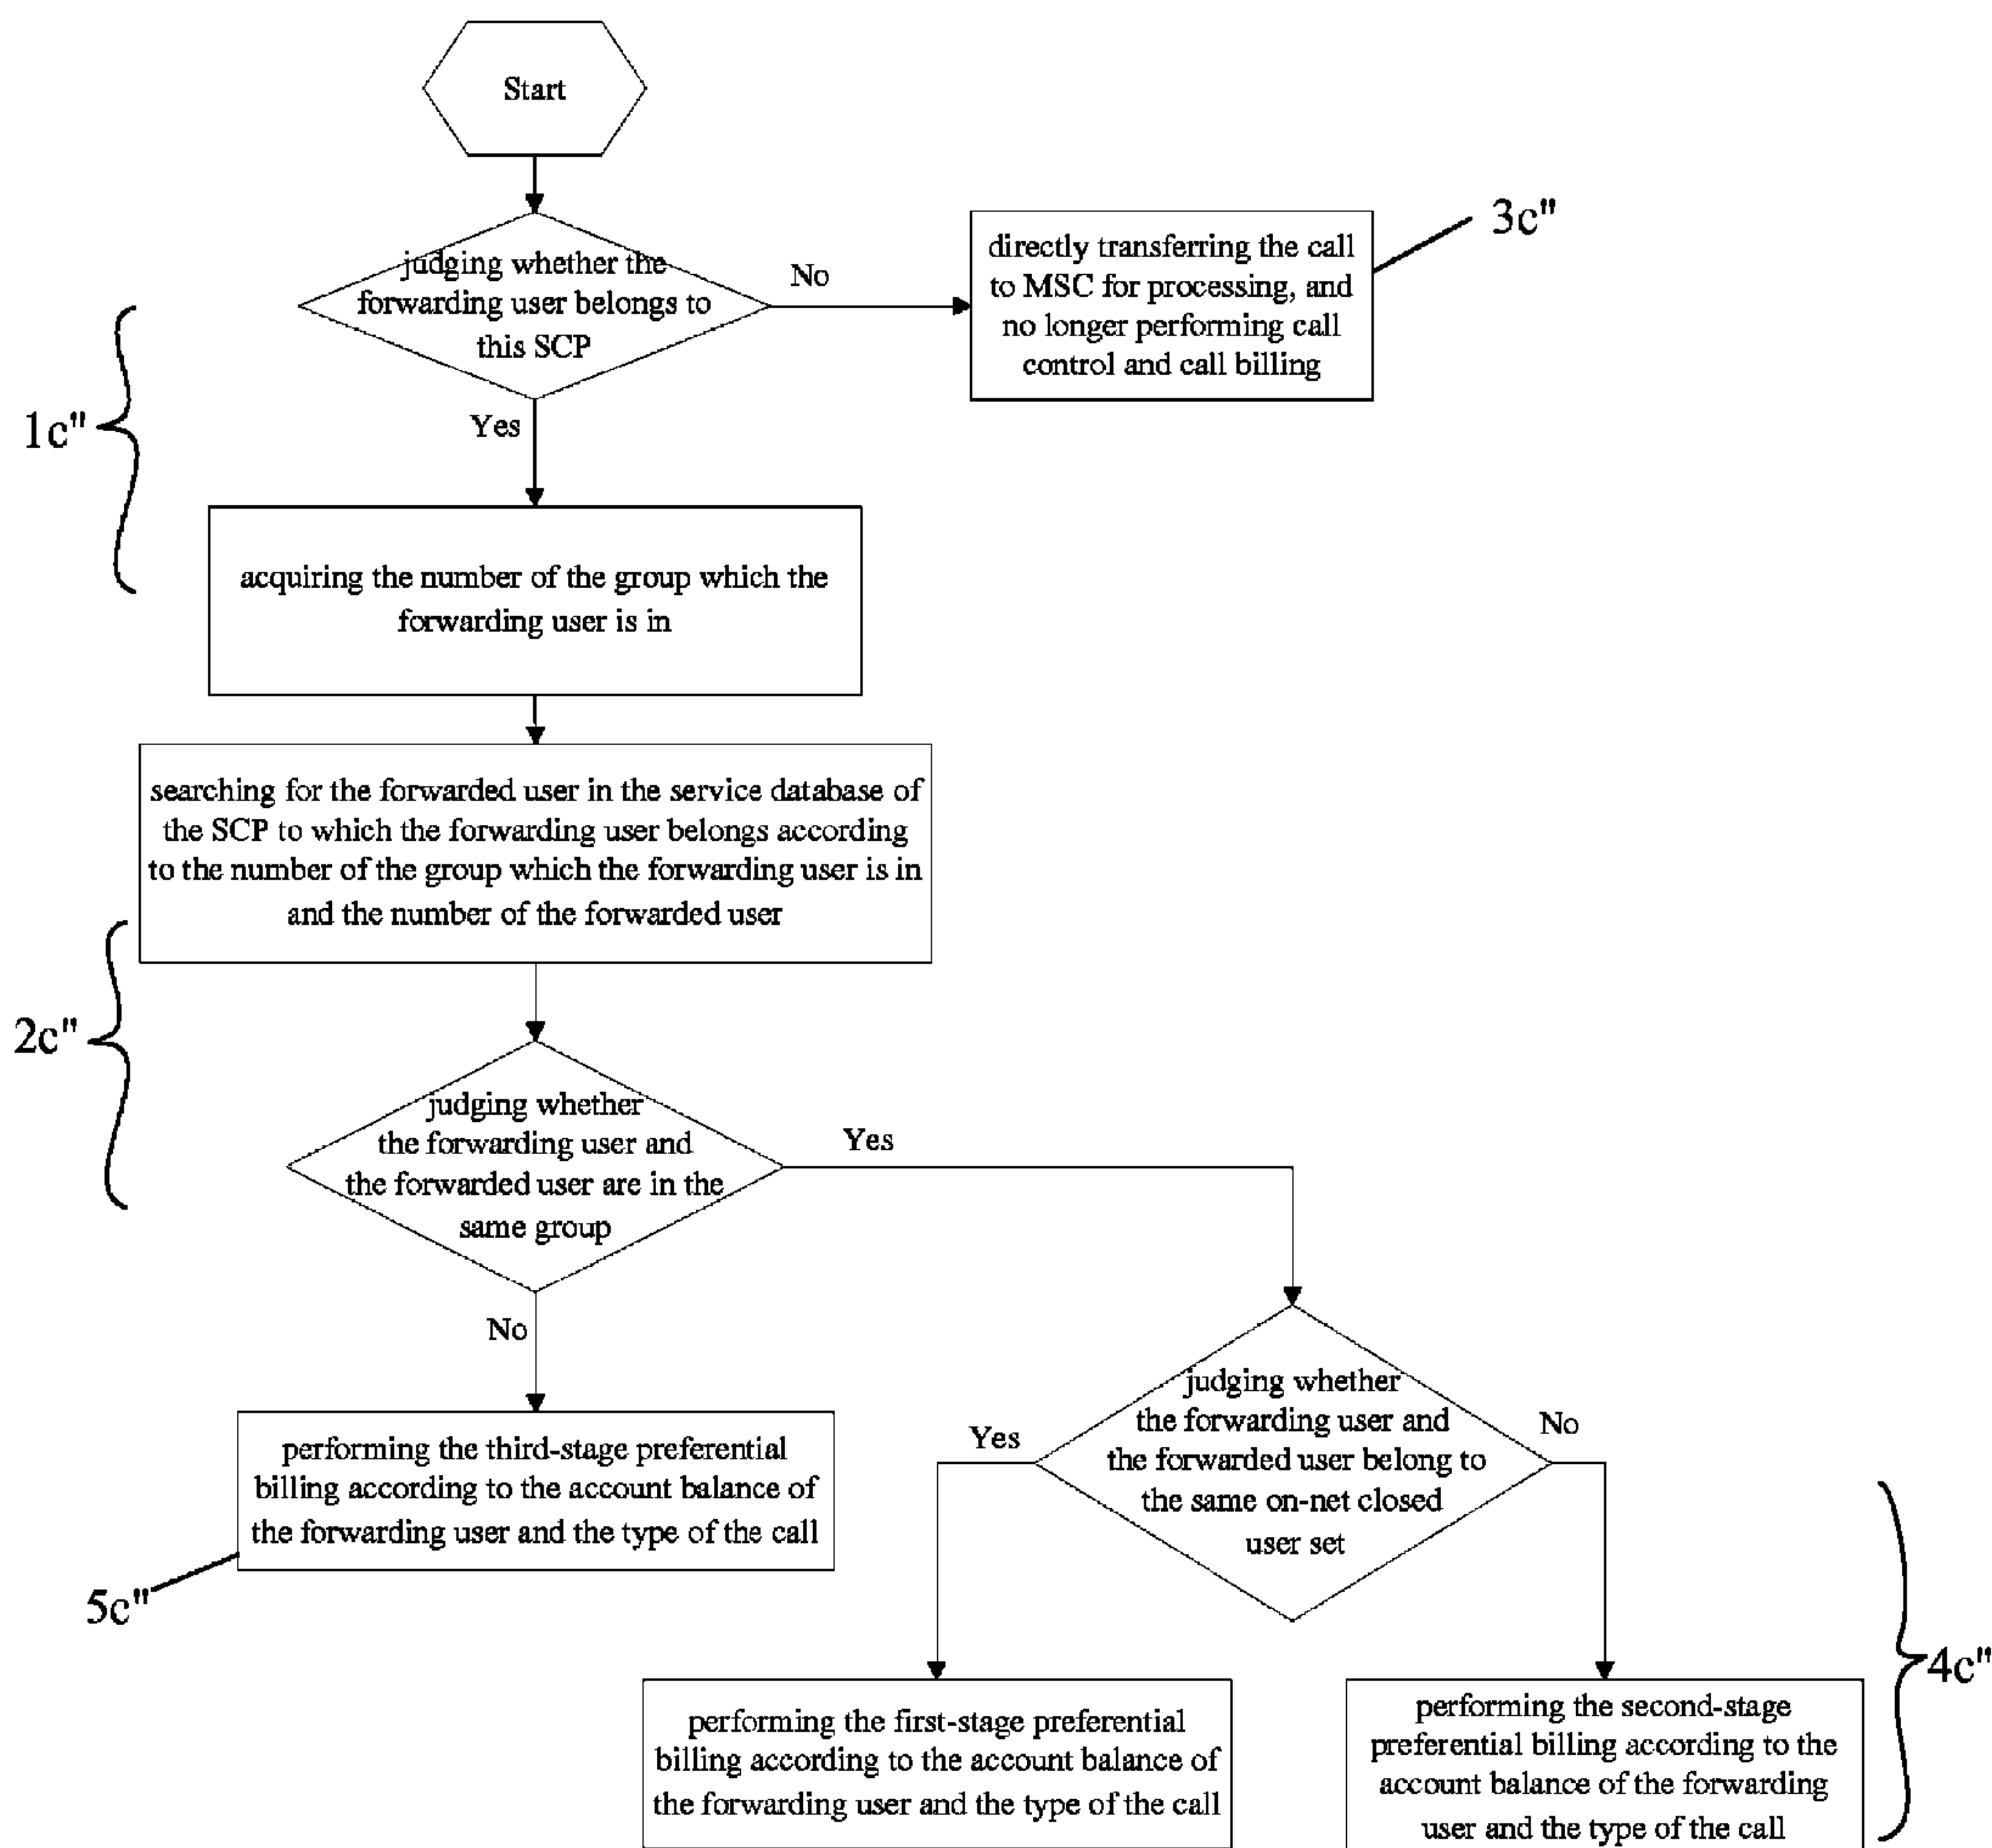 Start
judging whether the
forwarding user belongs to
this SCP
No
directly transferring the call
to MSC for processing, and
no longer performing call
control and call billing
3c"
1c"
Yes
acquiring the number of the group which the
forwarding user is in
searching for the forwarded user in the service database of
the SCP to which the forwarding user belongs according
to the number of the group which the forwarding user is in
and the number of the forwarded user
2c"
judging whether
the forwarding user and
the forwarded user are in the
same group
Yes
No
performing the third-stage preferential
billing according to the account balance of
the forwarding user and the type of the call
5c"
judging whether
the forwarding user and
the forwarded user belong to
the same on-net closed
user set
Yes
No
4c"
performing the first-stage preferential
billing according to the account balance of
the forwarding user and the type of the call
performing the second-stage
preferential billing according to the
account balance of the forwarding
user and the type of the call